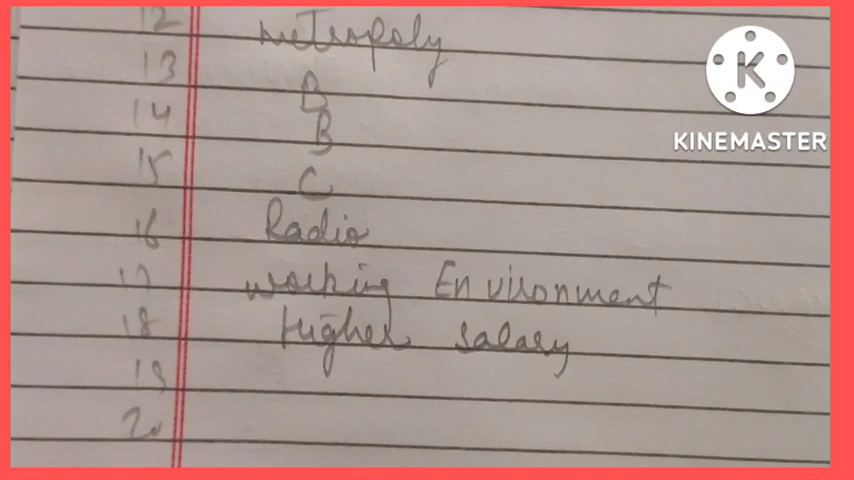 12 metropoly
13 B
14 B
15 C
16 Radio
17 working Environment
18 Higher salary
19
20
K
KINEMASTER